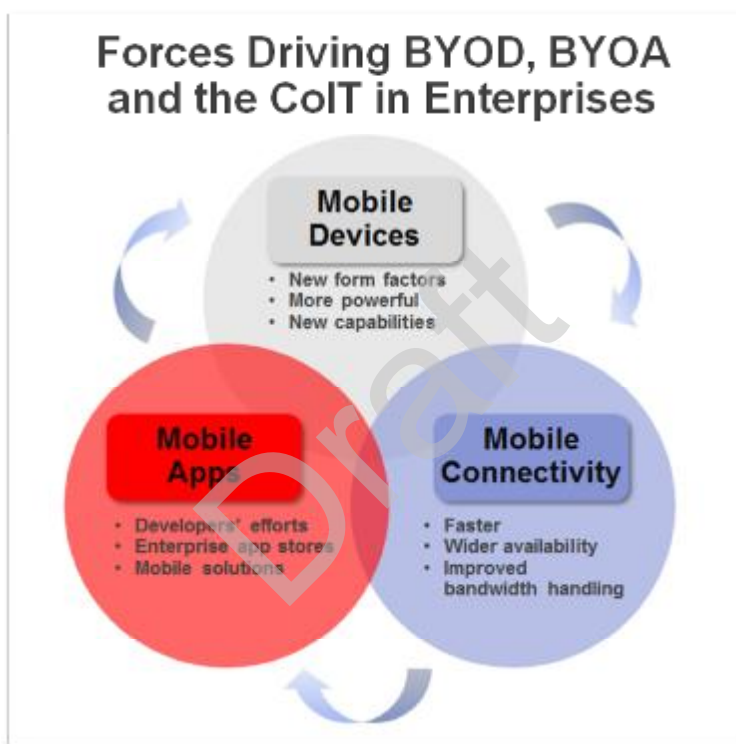 Forces Driving BYOD, BYOA
and the CoIT in Enterprises
Mobile
Devices
• New form factors
• More powerful
• New capabilities
Mobile
Apps
• Developers' efforts
• Enterprise app stores
• Mobile solutions
Mobile
Connectivity
• Faster
• Wider availability
• Improved
bandwidth handling
Draft